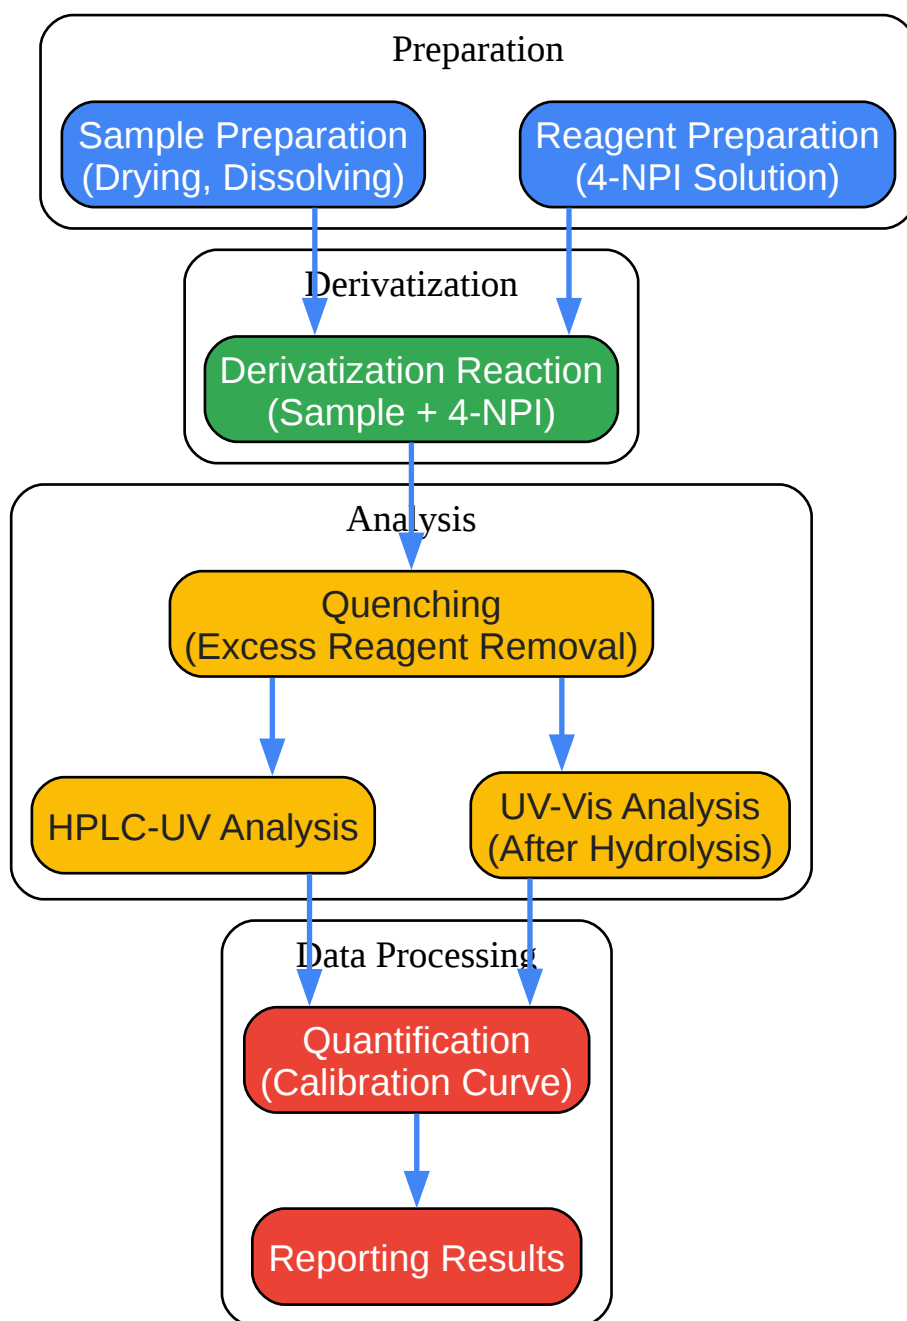 Preparation
Sample Preparation
(Drying, Dissolving)
Reagent Preparation
(4-NPI Solution)
Derivatization
Derivatization Reaction
(Sample + 4-NPI)
Analysis
Quenching
(Excess Reagent Removal)
HPLC-UV Analysis
UV-Vis Analysis
(After Hydrolysis)
Data Processing
Quantification
(Calibration Curve)
Reporting Results